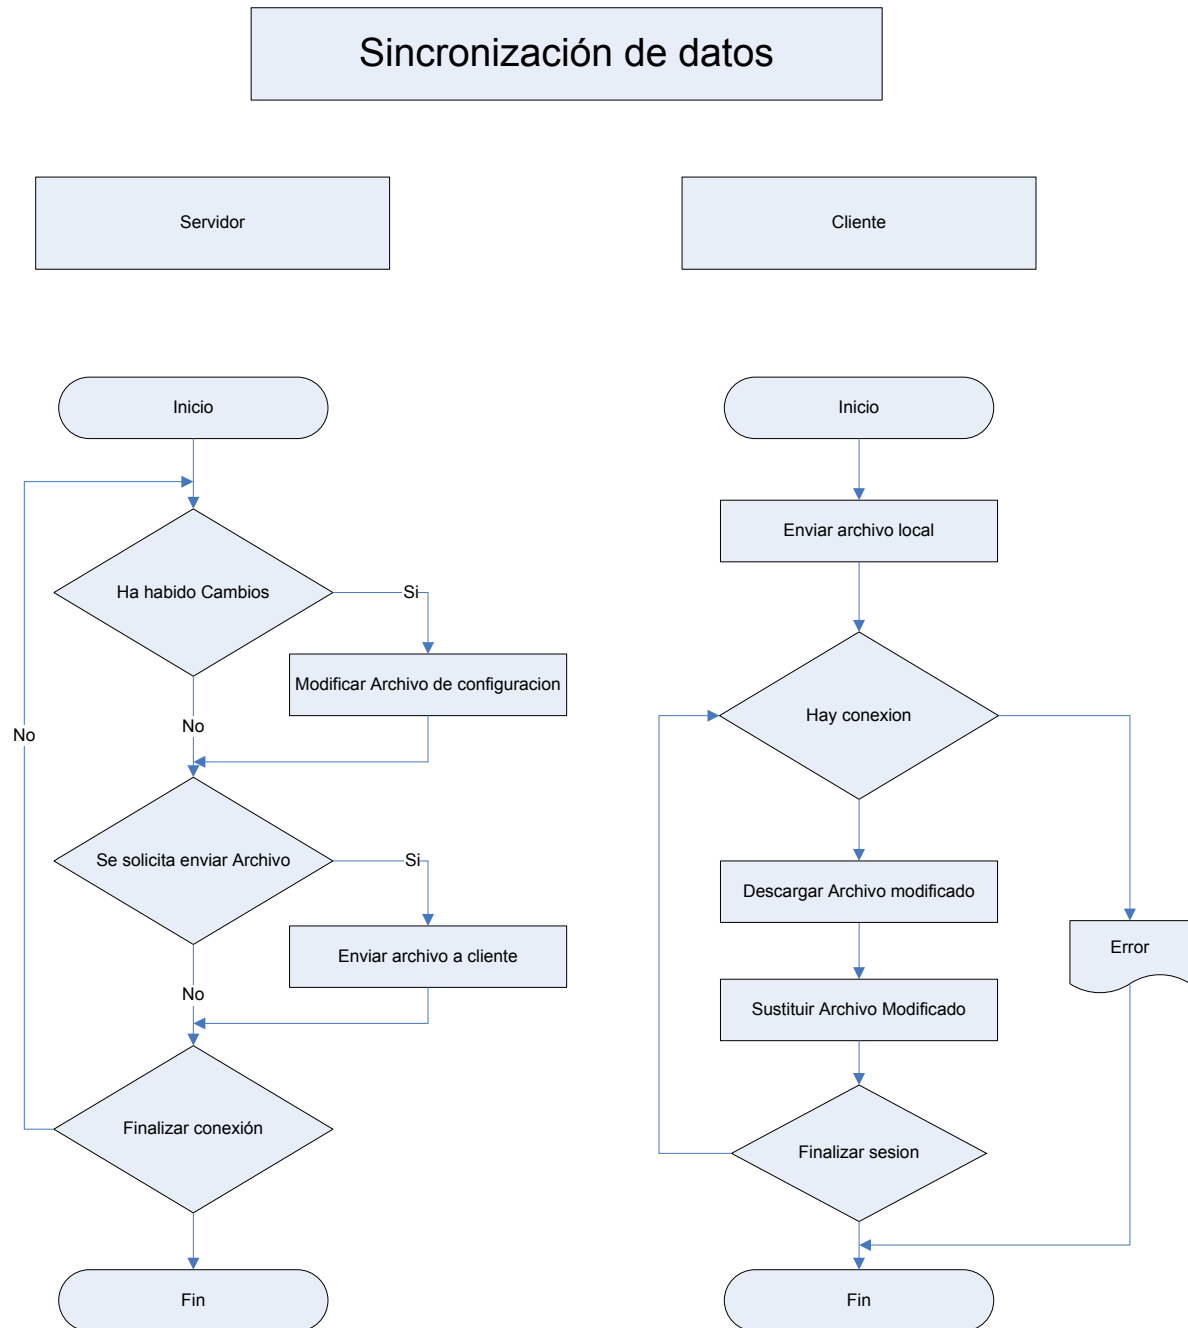 Sincronización de datos
Servidor
Cliente
Inicio
Ha habido Cambios
Si
Modificar Archivo de configuracion
No
No
Se solicita enviar Archivo
Si
Enviar archivo a cliente
No
Finalizar conexión
Fin
Inicio
Enviar archivo local
Hay conexion
Descargar Archivo modificado
Error
Sustituir Archivo Modificado
Finalizar sesion
Fin